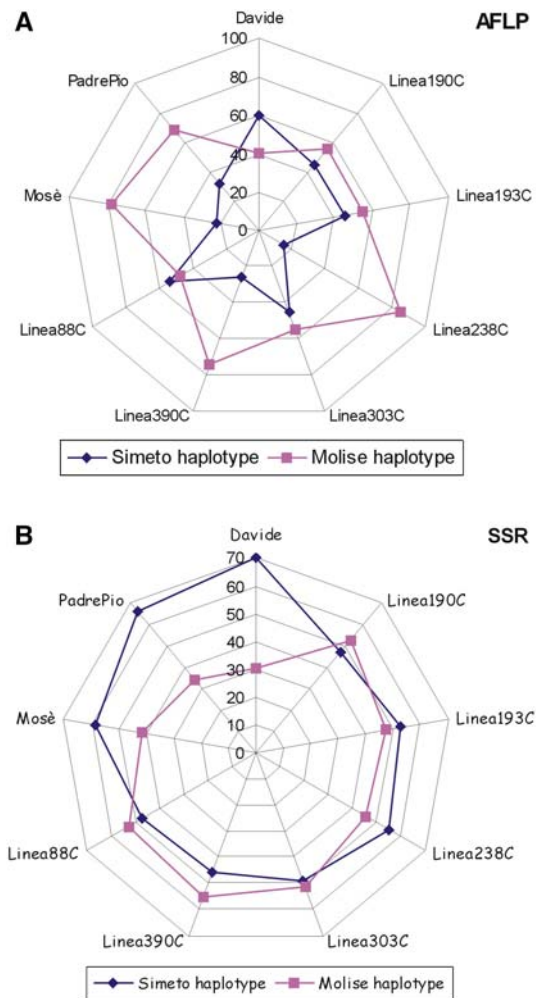 A AFLP
Davide
100
80
60
40
20
0
PadrePio Linea190C
Mosè Linea193C
Linea88C Linea238C
Linea390C Linea303C
Simeto haplotype Molise haplotype
B SSR
Davide
70
60
50
40
30
20
10
0
PadrePio Linea190C
Mosè Linea193C
Linea88C Linea238C
Linea390C Linea303C
Simeto haplotype Molise haplotype